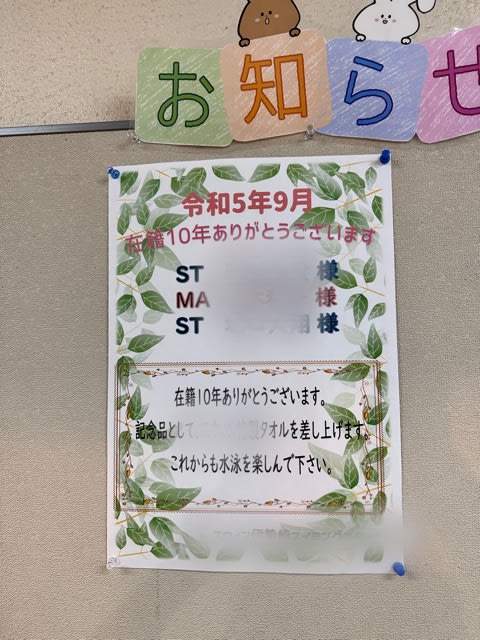 お知らせ
令和5年9月
在籍10年ありがとうございます
ST 様
MA 様
ST 様
在籍10年ありがとうございます。
記念品として、タオルを差し上げます。
これからも水泳を楽しんで下さい。